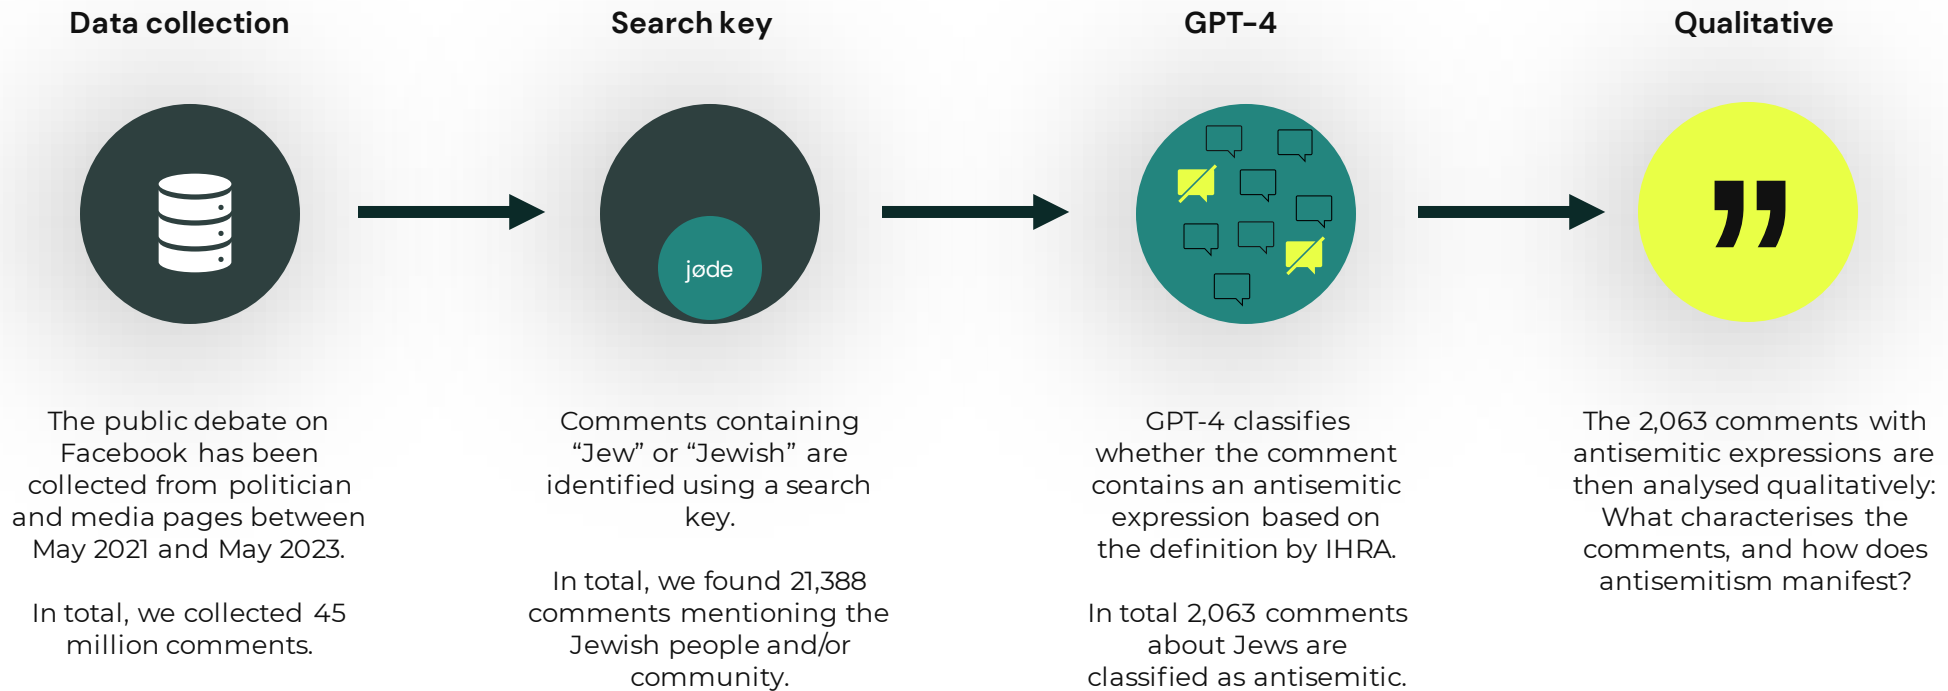 Data collection
The public debate on
Facebook has been
collected from politician
and media pages between
May 2021 and May 2023.
In total, we collected 45
million comments.
Search key
jøde
Comments containing
“Jew” or “Jewish” are
identified using a search
key.
In total, we found 21,388
comments mentioning the
Jewish people and/or
community.
GPT-4
GPT-4 classifies
whether the comment
contains an antisemitic
expression based on
the definition by IHRA.
In total 2,063 comments
about Jews are
classified as antisemitic.
Qualitative
”
The 2,063 comments with
antisemitic expressions are
then analysed qualitatively:
What characterises the
comments, and how does
antisemitism manifest?